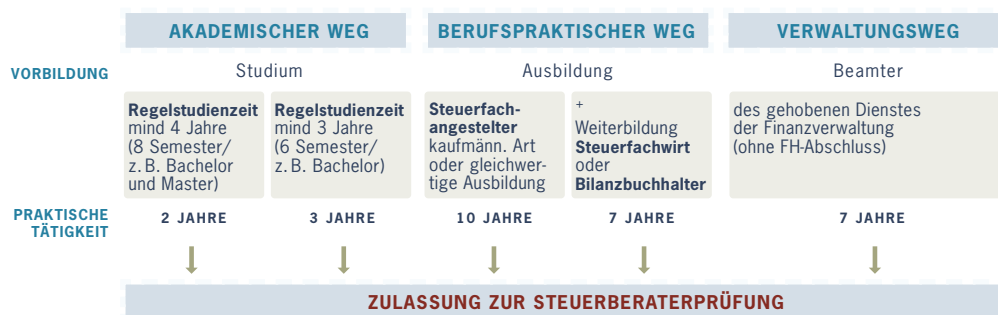 AKADEMISCHER WEG
BERUFSPRAKTISCHER WEG
VERWALTUNGSWEG
VORBILDUNG
Studium
Ausbildung
Beamter
Regelstudienzeit
mind 4 Jahre
(8 Semester/
z.B. Bachelor
und Master)
Regelstudienzeit
mind 3 Jahre
(6 Semester/
z.B. Bachelor)
Steuerfach-
angestelter
kaufmänn. Art
oder gleichwer-
tige Ausbildung
+
Weiterbildung
Steuerfachwirt
oder
Bilanzbuchhalter
des gehobenen Dienstes
der Finanzverwaltung
(ohne FH-Abschluss)
PRAKTISCHE
TÄTIGKEIT
2 JAHRE
3 JAHRE
10 JAHRE
7 JAHRE
7 JAHRE
ZULASSUNG ZUR STEUERBERATERPRÜFUNG